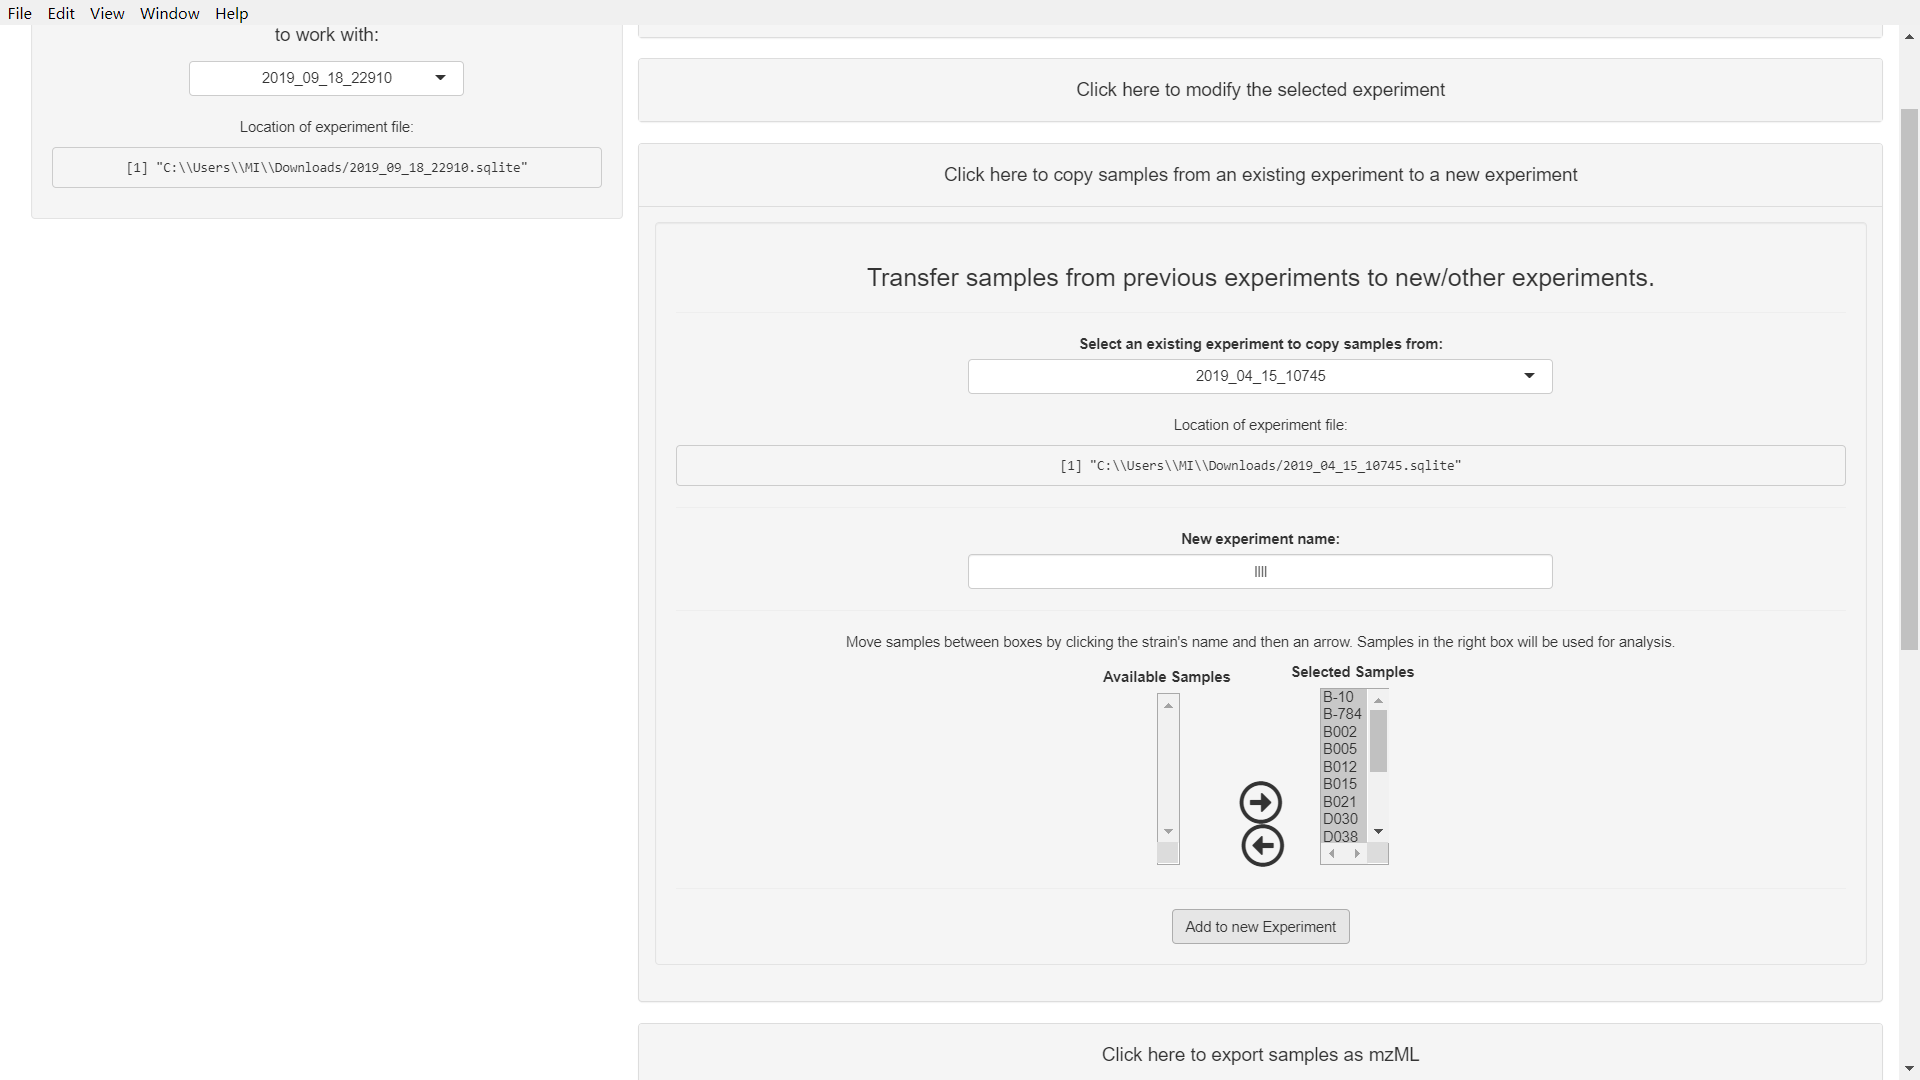 File Edit View Window Help
to work with:
2019_09_18_22910
Location of experiment file:
[1] "C:\\Users\\MI\\Downloads/2019_09_18_22910.sqlite"
Click here to modify the selected experiment
Click here to copy samples from an existing experiment to a new experiment
Transfer samples from previous experiments to new/other experiments.
Select an existing experiment to copy samples from:
2019_04_15_10745
Location of experiment file:
[1] "C:\\Users\\MI\\Downloads/2019_04_15_10745.sqlite"
New experiment name:
llll
Move samples between boxes by clicking the strain's name and then an arrow. Samples in the right box will be used for analysis.
Available Samples
Selected Samples
B-10
B-784
B002
B005
B012
B015
B021
D030
D038
Add to new Experiment
Click here to export samples as mzML